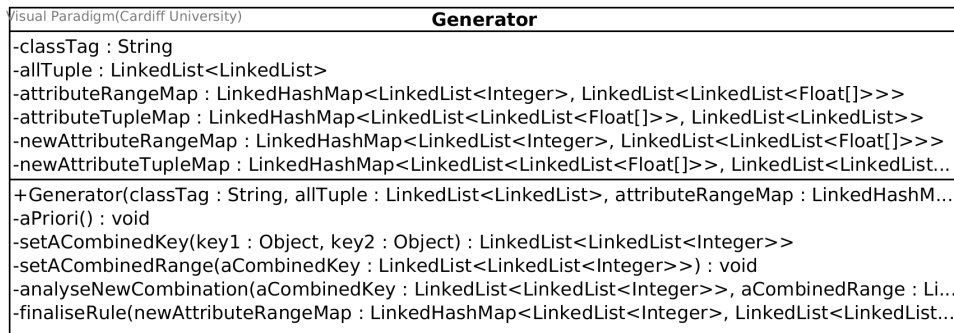 Visual Paradigm(Cardiff University)
Generator
-classTag : String
-allTuple : LinkedList<LinkedList>
-attributeRangeMap : LinkedHashMap<LinkedList<Integer>, LinkedList<LinkedList<Float[]>>>
-attributeTupleMap : LinkedHashMap<LinkedList<LinkedList<Float[]>>, LinkedList<LinkedList>>
-newAttributeRangeMap : LinkedHashMap<LinkedList<Integer>, LinkedList<LinkedList<Float[]>>>
-newAttributeTupleMap : LinkedHashMap<LinkedList<LinkedList<Float[]>>, LinkedList<LinkedList...
+Generator(classTag : String, allTuple : LinkedList<LinkedList>, attributeRangeMap : LinkedHashM...
-aPriori() : void
-setACombinedKey(key1 : Object, key2 : Object) : LinkedList<LinkedList<Integer>>
-setACombinedRange(aCombinedKey : LinkedList<LinkedList<Integer>>) : void
-analyseNewCombination(aCombinedKey : LinkedList<LinkedList<Integer>>, aCombinedRange : Li...
-finaliseRule(newAttributeRangeMap : LinkedHashMap<LinkedList<Integer>, LinkedList<LinkedList...